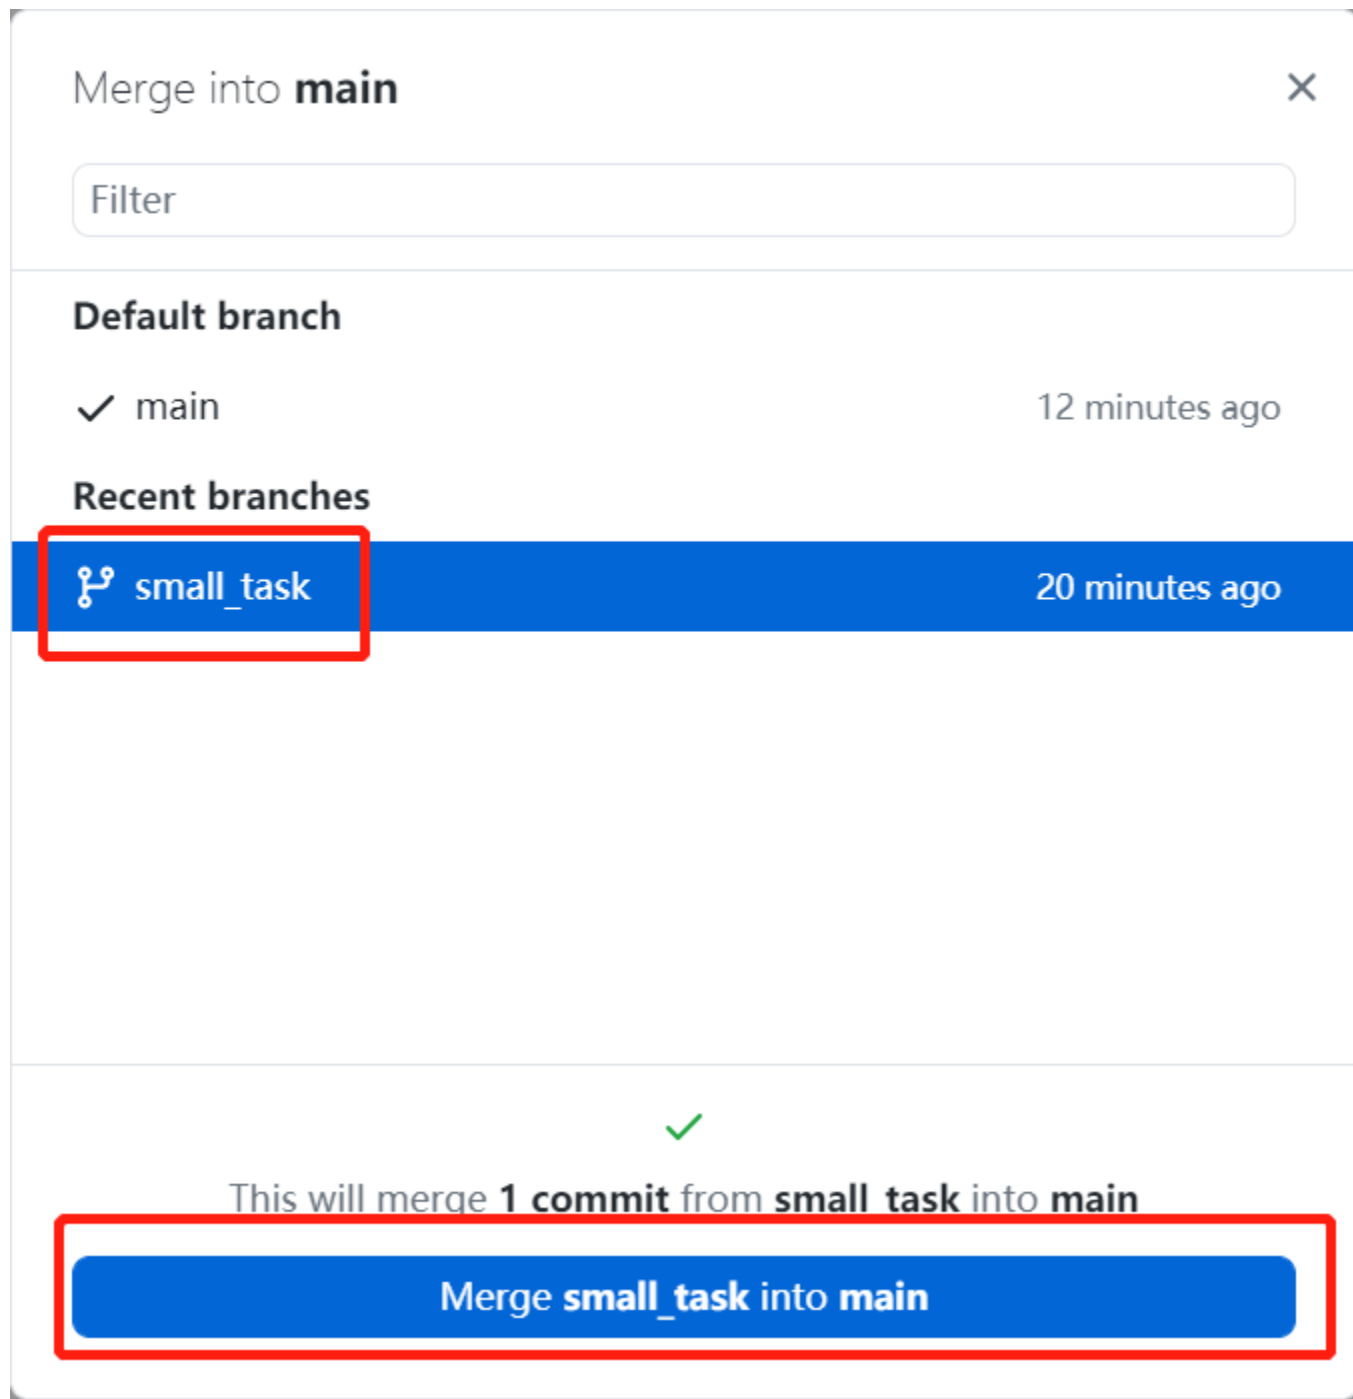 Merge into main
Filter
Default branch
main 12 minutes ago
Recent branches
small_task 20 minutes ago
This will merge 1 commit from small_task into main
Merge small_task into main